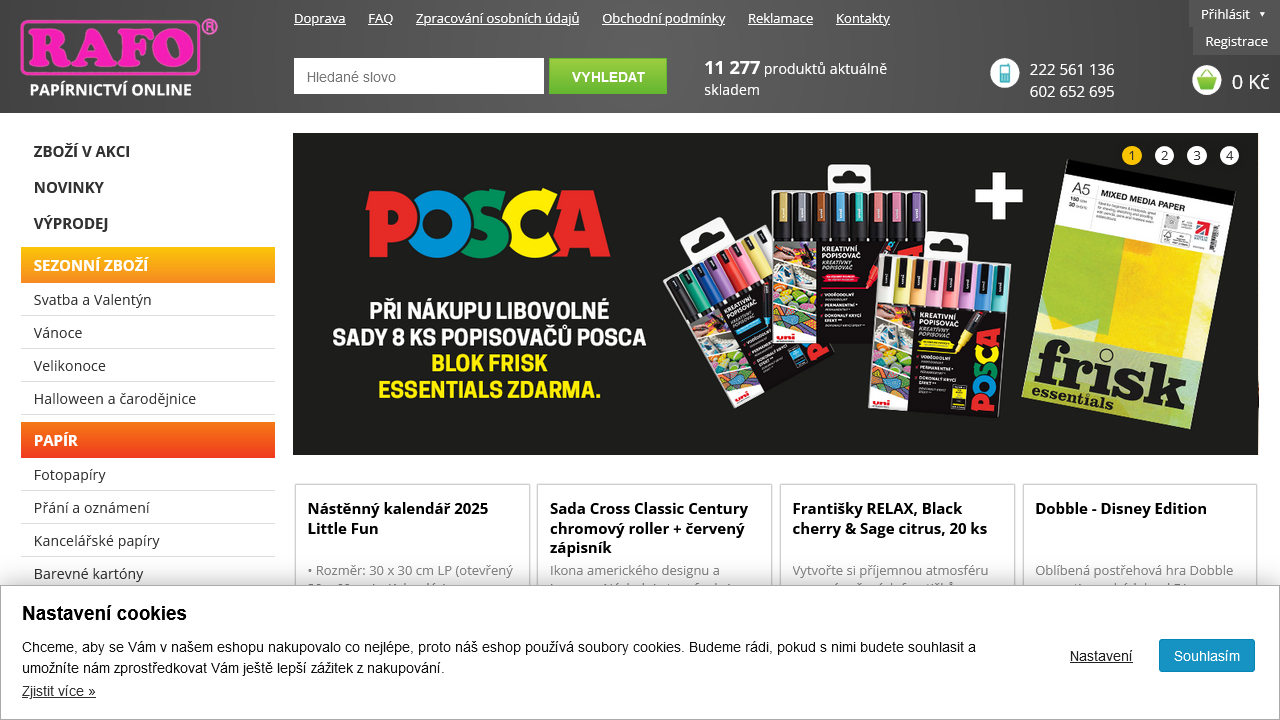 Doprava FAQ Zpracování osobních údajů Obchodní podmínky Reklamace Kontakty
Přihlásit ▼
Registrace
RAFO®
PAPÍRNICTVÍ ONLINE
Hledané slovo
VYHLEDAT
11 277 produktů aktuálně
skladem
222 561 136
602 652 695
0 Kč
ZBOŽÍ V AKCI
NOVINKY
VÝPRODEJ
SEZONNÍ ZBOŽÍ
Svatba a Valentýn
Vánoce
Velikonoce
Halloween a čarodějnice
PAPÍR
Fotopapíry
Přání a oznámení
Kancelářské papíry
Barevné kartóny
1 2 3 4
POSCA
PŘI NÁKUPU LIBOVOLNÉ
SADY 8 KS POPISOVAČŮ POSCA
BLOK FRISK
ESSENTIALS ZDARMA.
KREATIVNÍ
POPISOVAČ
KREATÍVNY
POPISOVAČ
POSCA
uni
A5
MIXED MEDIA PAPER
frisk
essentials
Nástěnný kalendář 2025
Little Fun
• Rozměr: 30 x 30 cm LP (otevřený
Sada Cross Classic Century
chromový roller + červený
zápisník
Ikona amerického designu a
Františky RELAX, Black
cherry & Sage citrus, 20 ks
Vytvořte si příjemnou atmosféru
Dobble - Disney Edition
Oblíbená postřehová hra Dobble
Nastavení cookies
Chceme, aby se Vám v našem eshopu nakupovalo co nejlépe, proto náš eshop používá soubory cookies. Budeme rádi, pokud s nimi budete souhlasit a
umožníte nám zprostředkovat Vám ještě lepší zážitek z nakupování.
Zjistit více »
Nastavení
Souhlasím